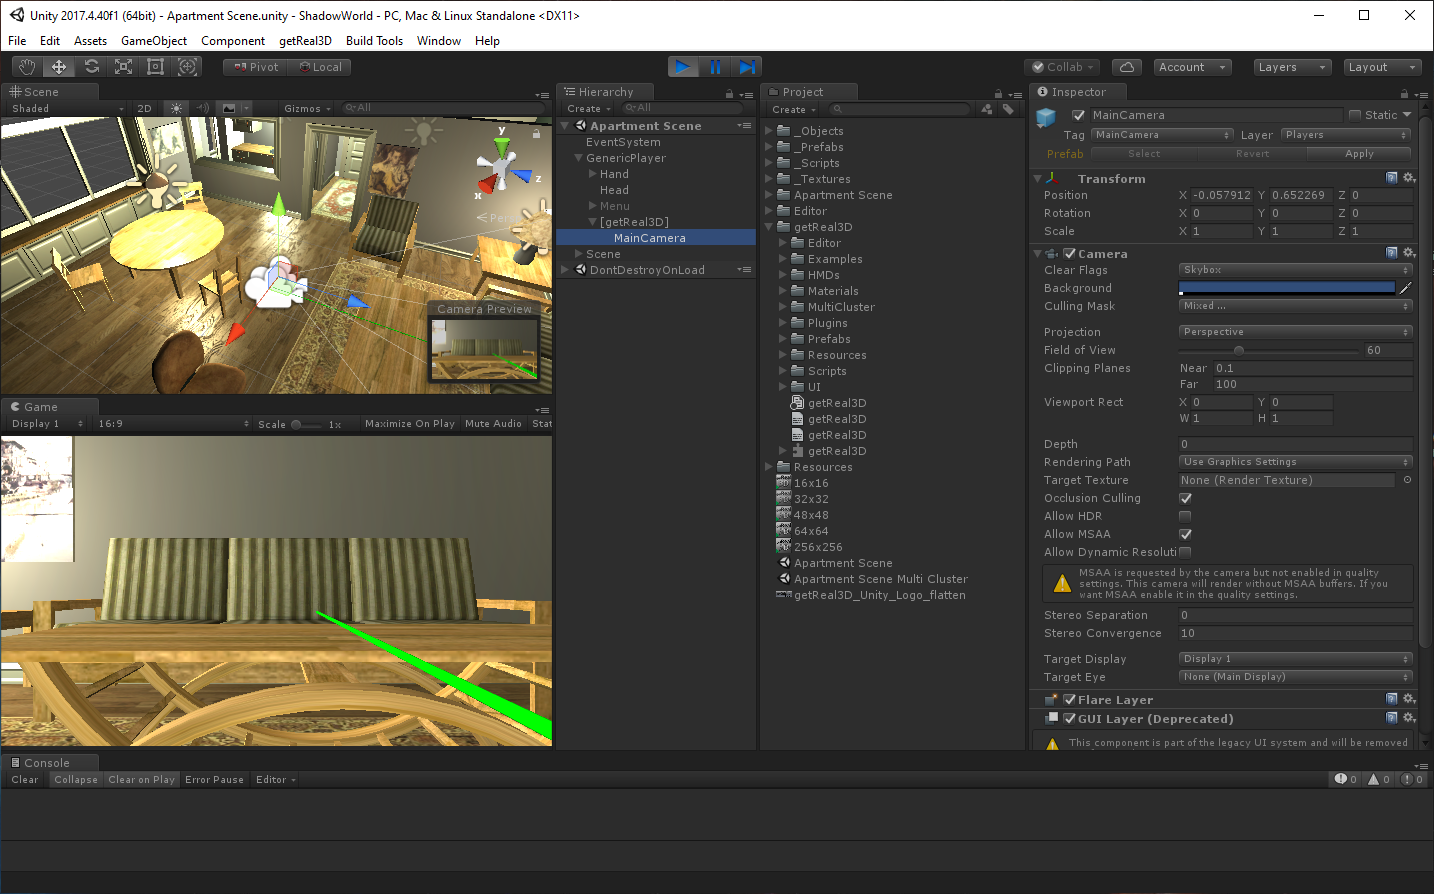 Unity 2017.4.40f1 (64bit) - Apartment Scene.unity - ShadowWorld - PC, Mac & Linux Standalone <DX11>
File Edit Assets GameObject Component getReal3D Build Tools Window Help
Pivot Local Collab Account Layers Layout
Scene
Shaded 2D Gizmos All
y
z
x
Persp
Camera Preview
Game
Display 1 16:9 Scale 1x Maximize On Play Mute Audio Stat
Hierarchy
Create All
Apartment Scene
EventSystem
GenericPlayer
Hand
Head
Menu
[getReal3D]
MainCamera
Scene
DontDestroyOnLoad
Project
Create
_Objects
_Prefabs
_Scripts
_Textures
Apartment Scene
Editor
getReal3D
Editor
Examples
HMDs
Materials
MultiCluster
Plugins
Prefabs
Resources
Scripts
UI
getReal3D
getReal3D
getReal3D
getReal3D
Resources
16x16
32x32
48x48
64x64
256x256
Apartment Scene
Apartment Scene Multi Cluster
getReal3D_Unity_Logo_flatten
Inspector
MainCamera Static
Tag MainCamera Layer Players
Prefab Select Revert Apply
Transform
Position X -0.057912 Y 0.652269 Z 0
Rotation X 0 Y 0 Z 0
Scale X 1 Y 1 Z 1
Camera
Clear Flags Skybox
Background
Culling Mask Mixed ...
Projection Perspective
Field of View 60
Clipping Planes Near 0.1
Far 100
Viewport Rect X 0 Y 0
W 1 H 1
Depth 0
Rendering Path Use Graphics Settings
Target Texture None (Render Texture)
Occlusion Culling
Allow HDR
Allow MSAA
Allow Dynamic Resoluti
MSAA is requested by the camera but not enabled in quality
settings. This camera will render without MSAA buffers. If you
want MSAA enable it in the quality settings.
Stereo Separation 0
Stereo Convergence 10
Target Display Display 1
Target Eye None (Main Display)
Flare Layer
GUI Layer (Deprecated)
This component is part of the legacy UI system and will be removed
Console
Clear Collapse Clear on Play Error Pause Editor 0 0 0